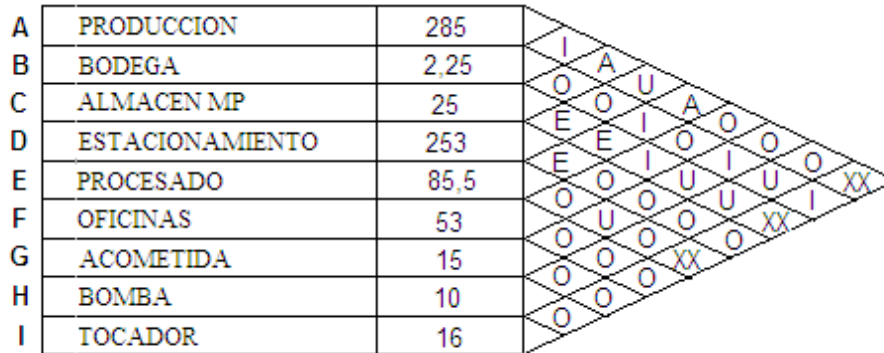 A PRODUCCION 285
I
B BODEGA 2,25 A
O U
C ALMACEN MP 25 O A
E I O
D ESTACIONAMIENTO 253 E O O
E I I O
E PROCESADO 85,5 O U U XX
O O U I
F OFICINAS 53 U O XX
O O O
G ACOMETIDA 15 O XX
O O
H BOMBA 10 O
O
I TOCADOR 16